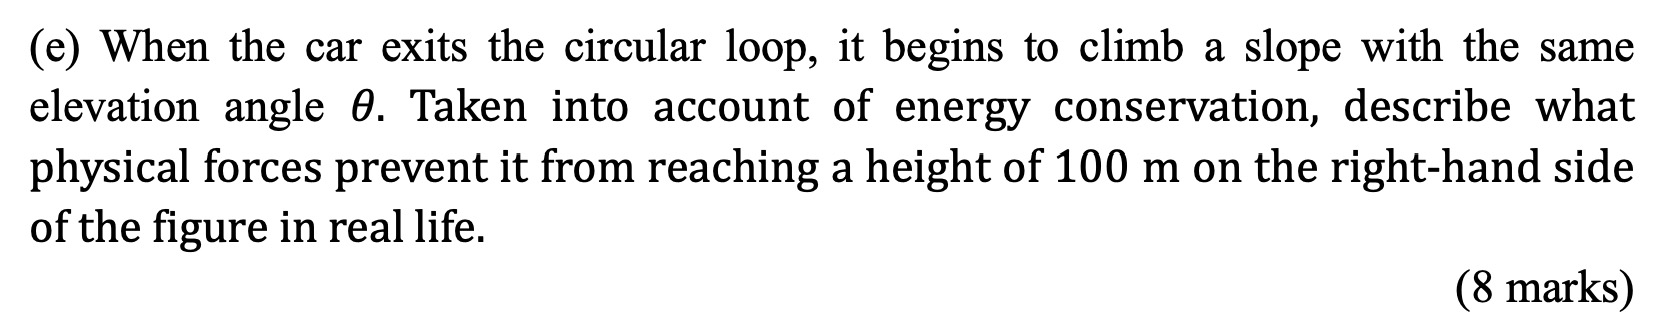 (e) When the car exits the circular loop, it begins to climb a slope with the same
elevation angle θ. Taken into account of energy conservation, describe what
physical forces prevent it from reaching a height of 100 m on the right-hand side
of the figure in real life.
(8 marks)